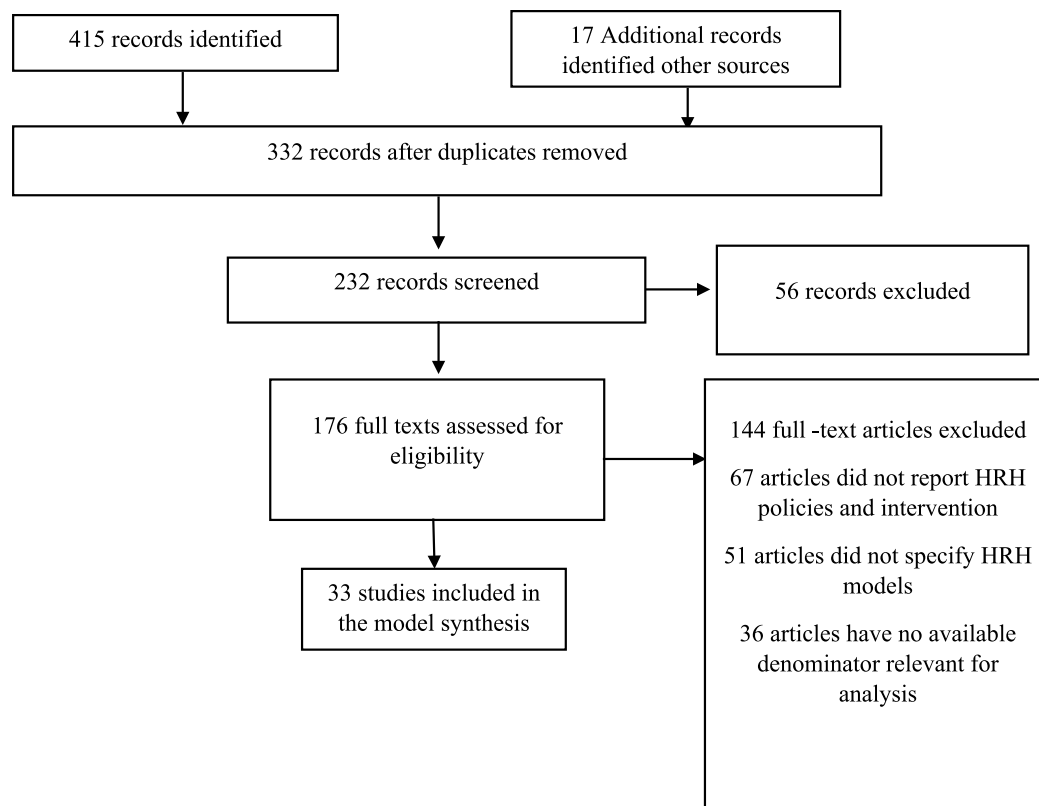 415 records identified
17 Additional records
identified other sources
332 records after duplicates removed
232 records screened
56 records excluded
176 full texts assessed for
eligibility
144 full -text articles excluded
67 articles did not report HRH
policies and intervention
51 articles did not specify HRH
models
36 articles have no available
denominator relevant for
analysis
33 studies included in
the model synthesis